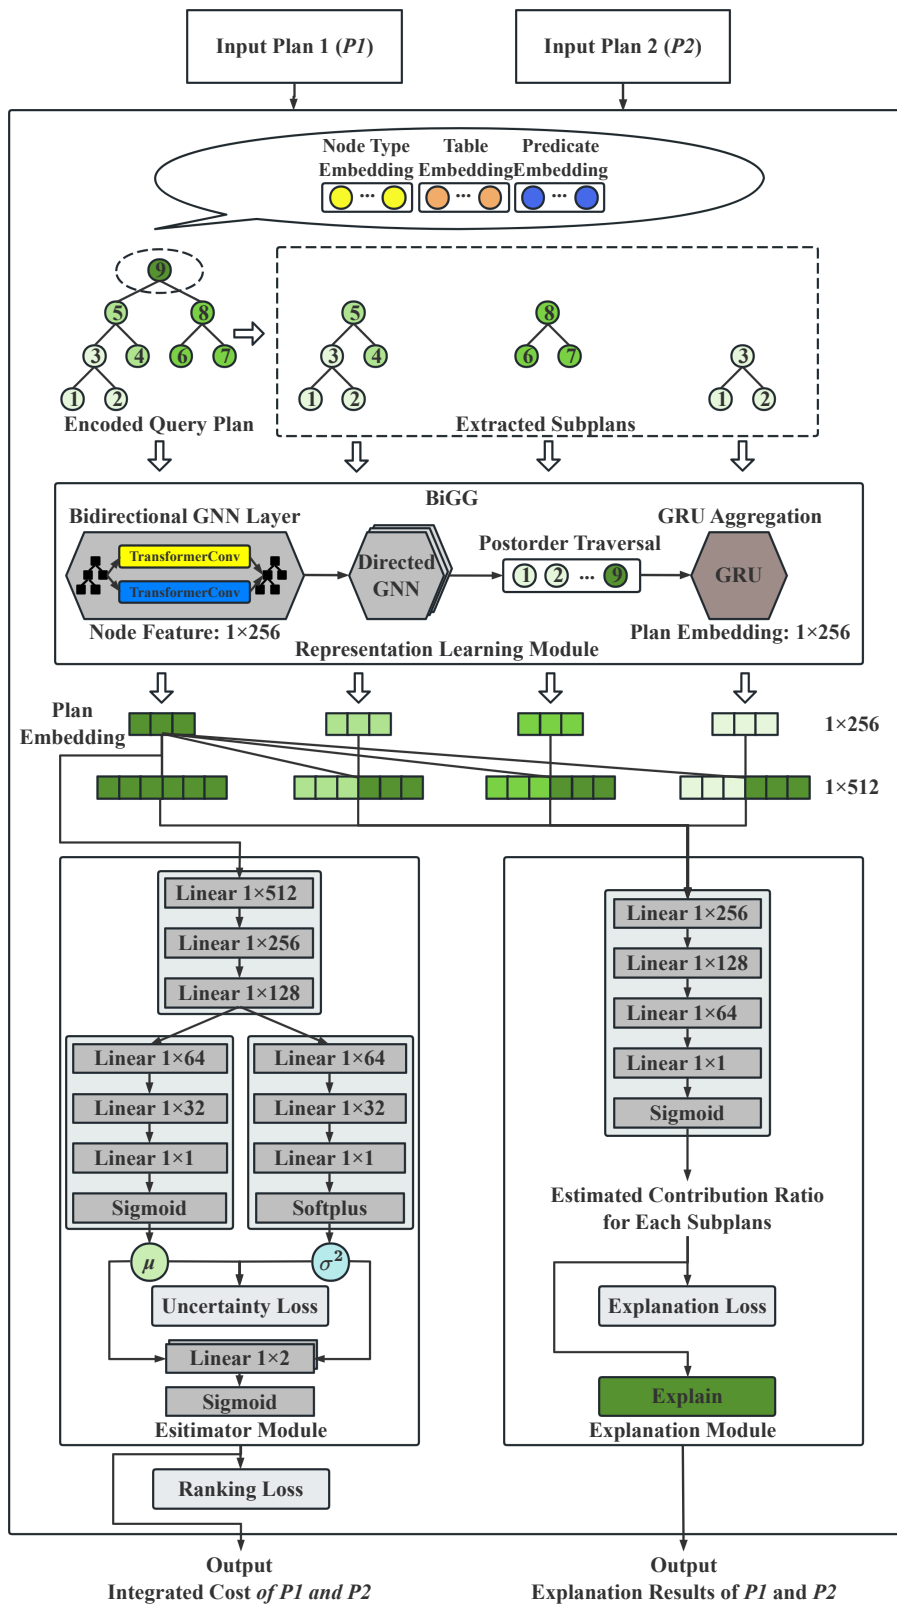 Input Plan 1 (P1)
Input Plan 2 (P2)
Node Type
Embedding
Table
Embedding
Predicate
Embedding
... ... ...
9
5 8
3 4 6 7
1 2
Encoded Query Plan
5
3 4
1 2
8
6 7
3
1 2
Extracted Subplans
BiGG
Bidirectional GNN Layer
TransformerConv
TransformerConv
Node Feature: 1×256
Directed
GNN
Postorder Traversal
1 2 ... 9
GRU Aggregation
GRU
Plan Embedding: 1×256
Representation Learning Module
Plan
Embedding
1×256
1×512
Linear 1×512
Linear 1×256
Linear 1×128
Linear 1×64
Linear 1×32
Linear 1×1
Sigmoid
μ
Linear 1×64
Linear 1×32
Linear 1×1
Softplus
σ²
Uncertainty Loss
Linear 1×2
Sigmoid
Esitimator Module
Ranking Loss
Output
Integrated Cost of P1 and P2
Linear 1×256
Linear 1×128
Linear 1×64
Linear 1×1
Sigmoid
Estimated Contribution Ratio
for Each Subplans
Explanation Loss
Explain
Explanation Module
Output
Explanation Results of P1 and P2